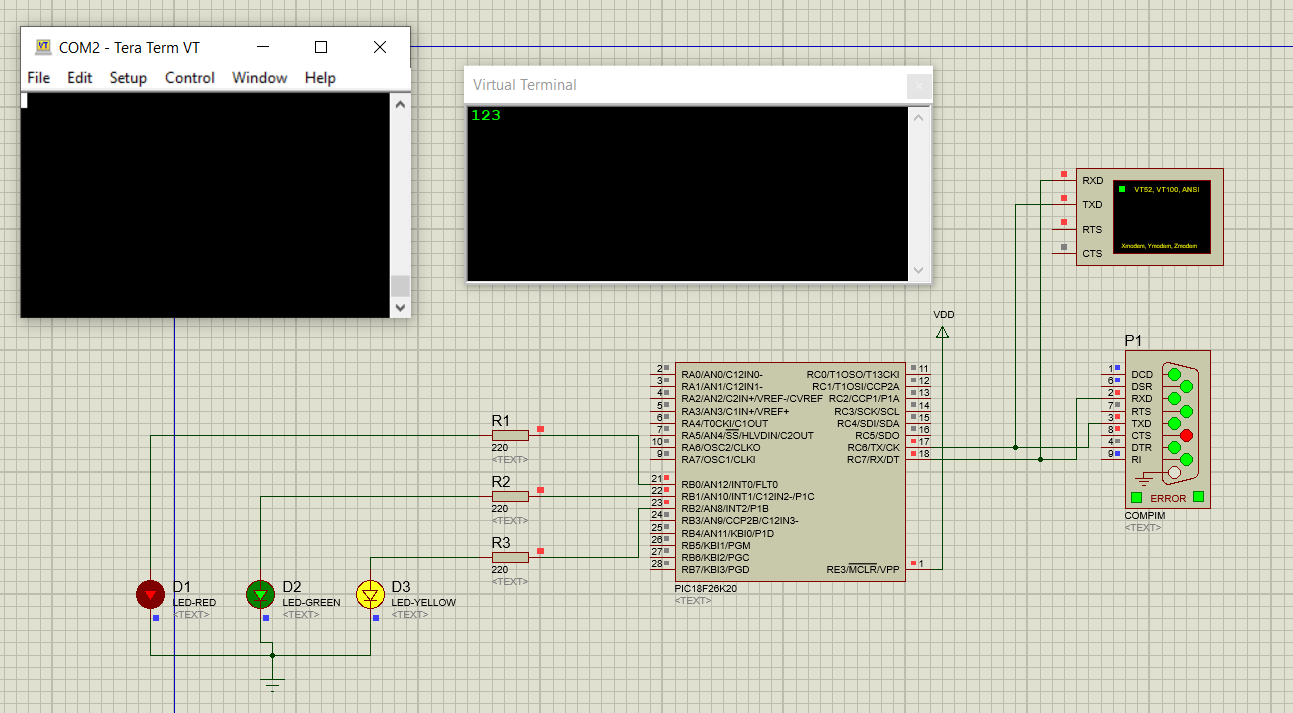 COM2 - Tera Term VT
File Edit Setup Control Window Help
Virtual Terminal
123
RXD
TXD
RTS
CTS
VT52, VT100, ANSI
Xmodem, Ymodem, Zmodem
VDD
P1
1 DCD
6 DSR
2 RXD
7 RTS
3 TXD
8 CTS
4 DTR
9 RI
ERROR
COMPIM
<TEXT>
2 RA0/AN0/C12IN0-
3 RA1/AN1/C12IN1-
4 RA2/AN2/C2IN+/VREF-/CVREF
5 RA3/AN3/C1IN+/VREF+
6 RA4/T0CKI/C1OUT
7 RA5/AN4/SS/HLVDIN/C2OUT
10 RA6/OSC2/CLKO
9 RA7/OSC1/CLKI
21 RB0/AN12/INT0/FLT0
22 RB1/AN10/INT1/C12IN2-/P1C
23 RB2/AN8/INT2/P1B
24 RB3/AN9/CCP2B/C12IN3-
25 RB4/AN11/KBI0/P1D
26 RB5/KBI1/PGM
27 RB6/KBI2/PGC
28 RB7/KBI3/PGD
RC0/T1OSO/T13CKI 11
RC1/T1OSI/CCP2A 12
RC2/CCP1/P1A 13
RC3/SCK/SCL 14
RC4/SDI/SDA 15
RC5/SDO 16
RC6/TX/CK 17
RC7/RX/DT 18
RE3/MCLR/VPP 1
PIC18F26K20
<TEXT>
R1
220
<TEXT>
R2
220
<TEXT>
R3
220
<TEXT>
D1
LED-RED
<TEXT>
D2
LED-GREEN
<TEXT>
D3
LED-YELLOW
<TEXT>